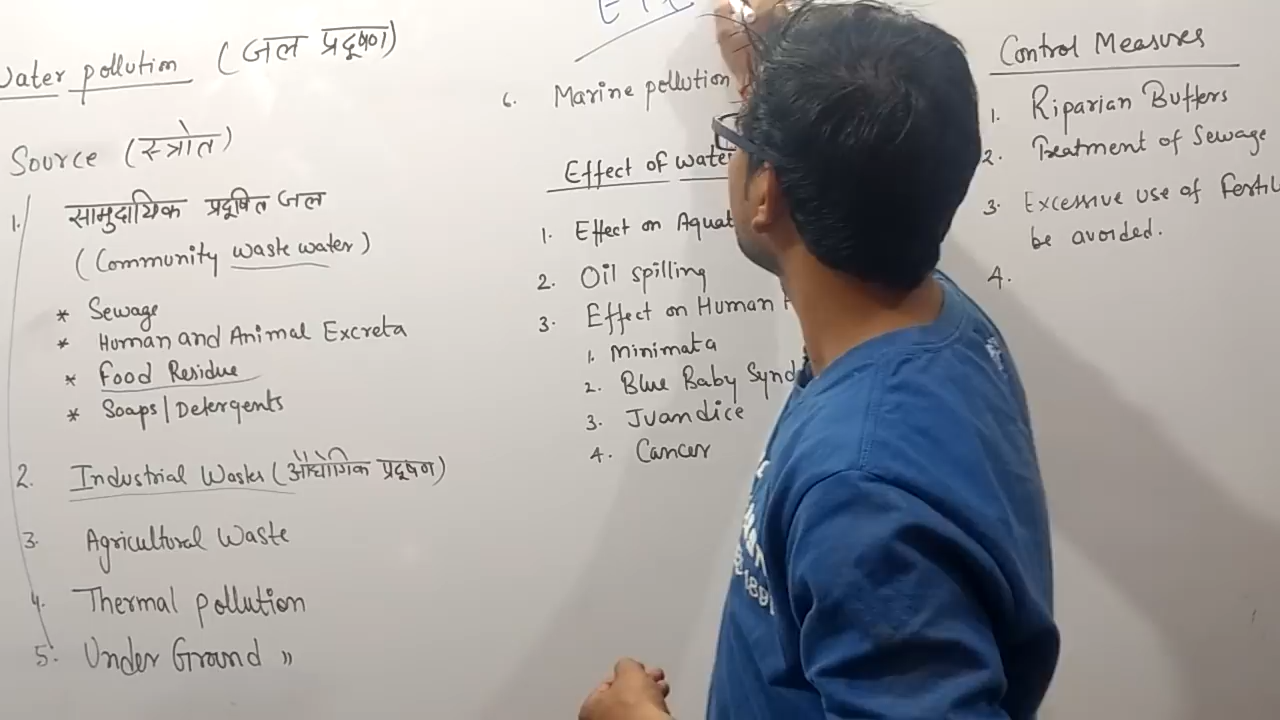 Water pollution (जल प्रदूषण)
Source (स्त्रोत)
1. सामुदायिक प्रदूषित जल
(Community waste water)
* Sewage
* Human and Animal Excreta
* Food Residue
* Soaps/Detergents
2. Industrial Wastes (औद्योगिक प्रदूषण)
3. Agricultural Waste
4. Thermal pollution
5. Under Ground "
6. Marine pollution
Effect of water
1. Effect on Aquat
2. Oil spilling
3. Effect on Human
1. Minimata
2. Blue Baby Synd
3. Juandice
4. Cancer
Control Measures
1. Riparian Buffers
2. Treatment of Sewage
3. Excessive use of Fertil
be avoided.
4.